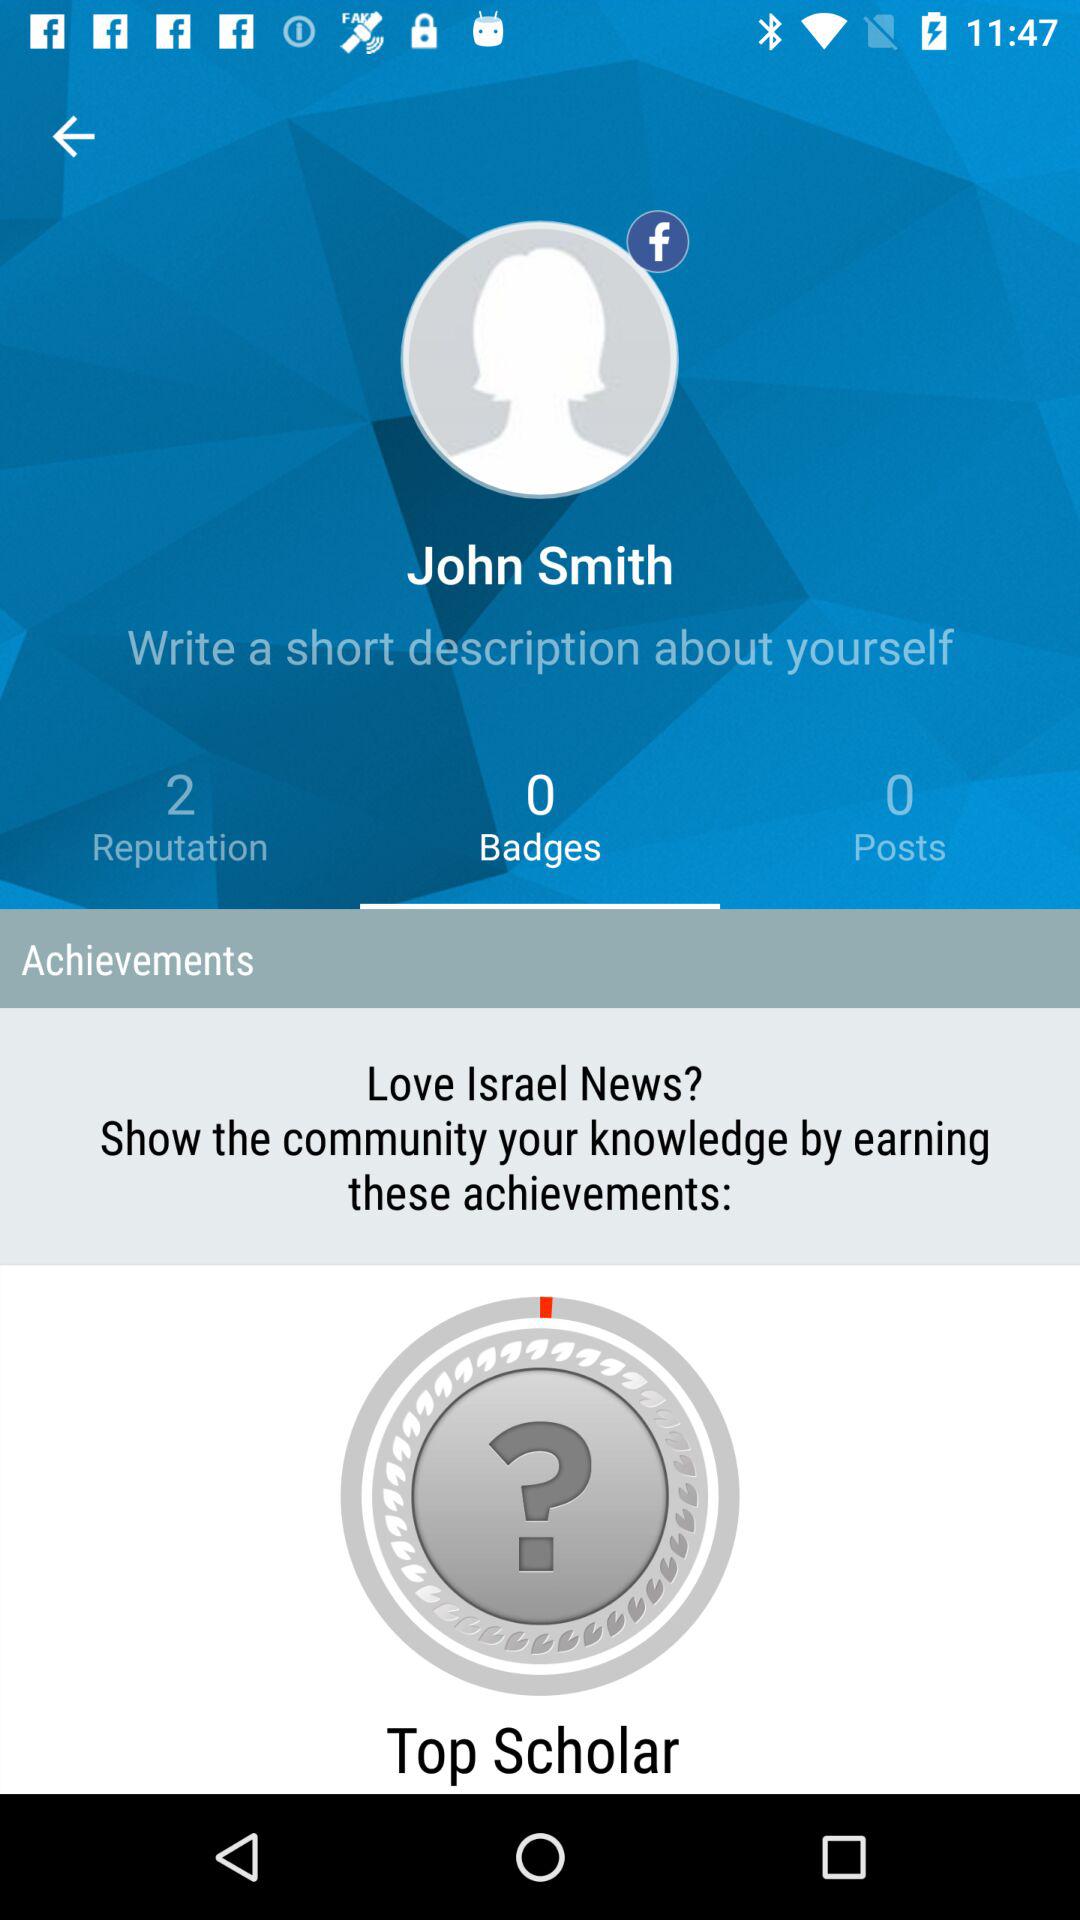 FAKE
11:47
f
John Smith
Write a short description about yourself
2
Reputation
0
Badges
0
Posts
Achievements
Love Israel News?
Show the community your knowledge by earning
these achievements:
?
Top Scholar